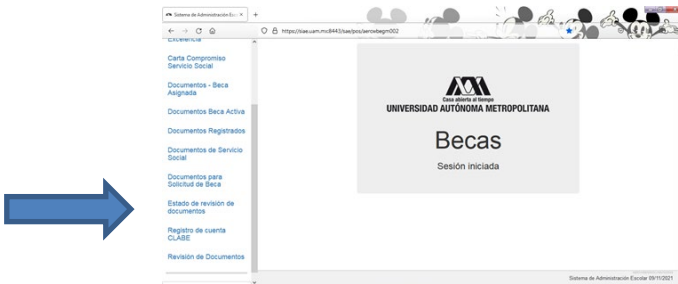 Sistema de Administración Esc
https://siae.uam.mx:8443/sae/pos/aerowbegm002
Excelencia
Carta Compromiso
Servicio Social
Documentos - Beca
Asignada
Documentos Beca Activa
Documentos Registrados
Documentos de Servicio
Social
Documentos para
Solicitud de Beca
Estado de revisión de
documentos
Registro de cuenta
CLABE
Revisión de Documentos
Casa abierta al tiempo
UNIVERSIDAD AUTÓNOMA METROPOLITANA
Becas
Sesión iniciada
Sistema de Administración Escolar 09/11/2021